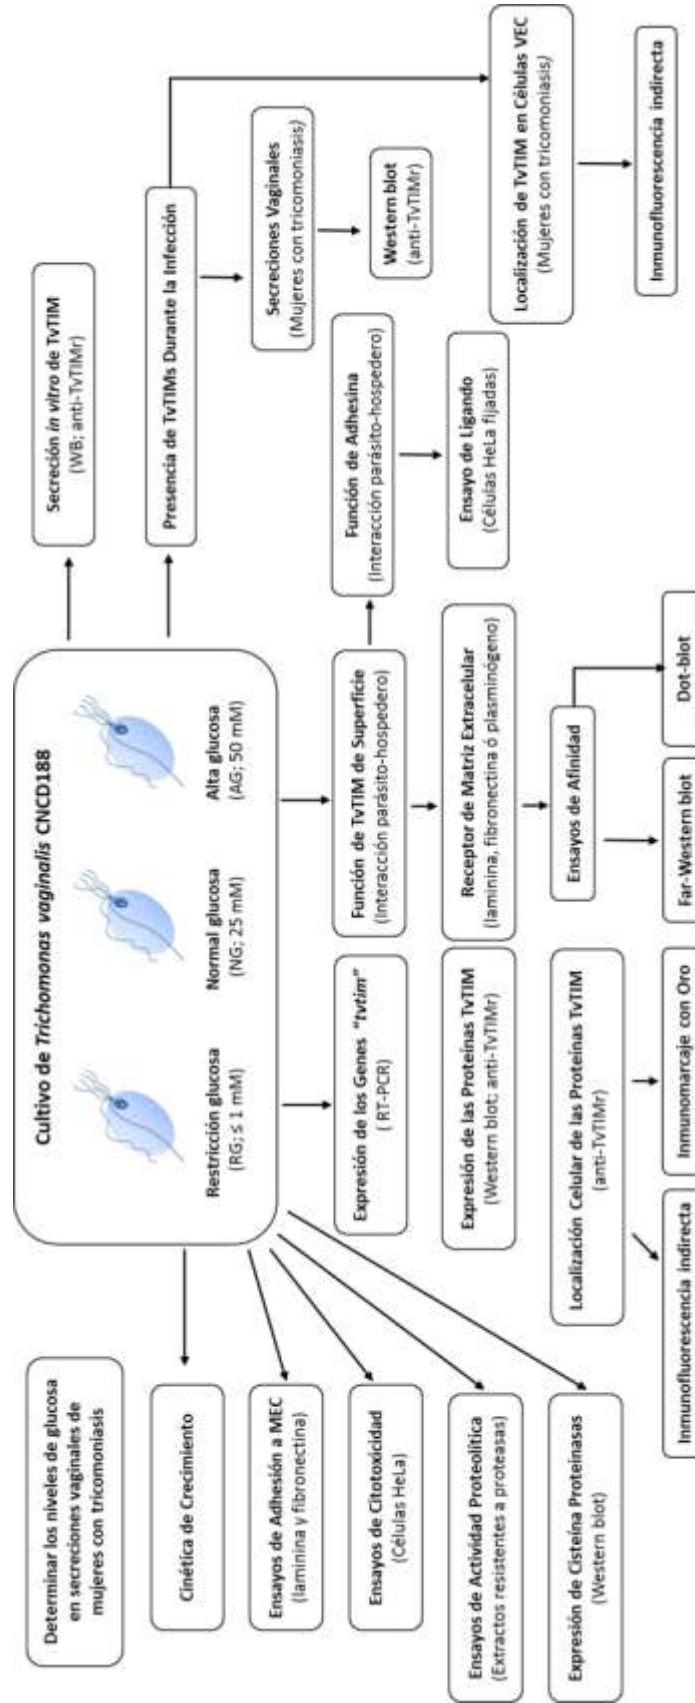 Determinar los niveles de glucosa
en secreciones vaginales de
mujeres con tricomoniasis
Cultivo de Trichomonas vaginalis CNCD188
Restricción glucosa
(RG; ≤ 1 mM)
Normal glucosa
(NG; 25 mM)
Alta glucosa
(AG; 50 mM)
Secreción in vitro de TvTIM
(WB; anti-TvTIMr)
Presencia de TvTIMs Durante la Infección
Secreciones Vaginales
(Mujeres con tricomoniasis)
Western blot
(anti-TvTIMr)
Localización de TvTIM en Células VEC
(Mujeres con tricomoniasis)
Inmunofluorescencia indirecta
Cinética de Crecimiento
Ensayos de Adhesión a MEC
(laminina y fibronectina)
Ensayos de Citotoxicidad
(Células HeLa)
Ensayos de Actividad Proteolítica
(Extractos resistentes a proteasas)
Expresión de Cisteína Proteinasas
(Western blot)
Expresión de los Genes "tvtim"
( RT-PCR)
Expresión de las Proteínas TvTIM
(Western blot; anti-TvTIMr)
Localización Celular de las Proteínas TvTIM
(anti-TvTIMr)
Inmunofluorescencia indirecta
Inmunomarcaje con Oro
Función de TvTIM de Superficie
(Interacción parásito-hospedero)
Receptor de Matriz Extracelular
(laminina, fibronectina ó plasminógeno)
Ensayos de Afinidad
Far-Western blot
Dot-blot
Función de Adhesina
(Interacción parásito-hospedero)
Ensayo de Ligando
(Células HeLa fijadas)